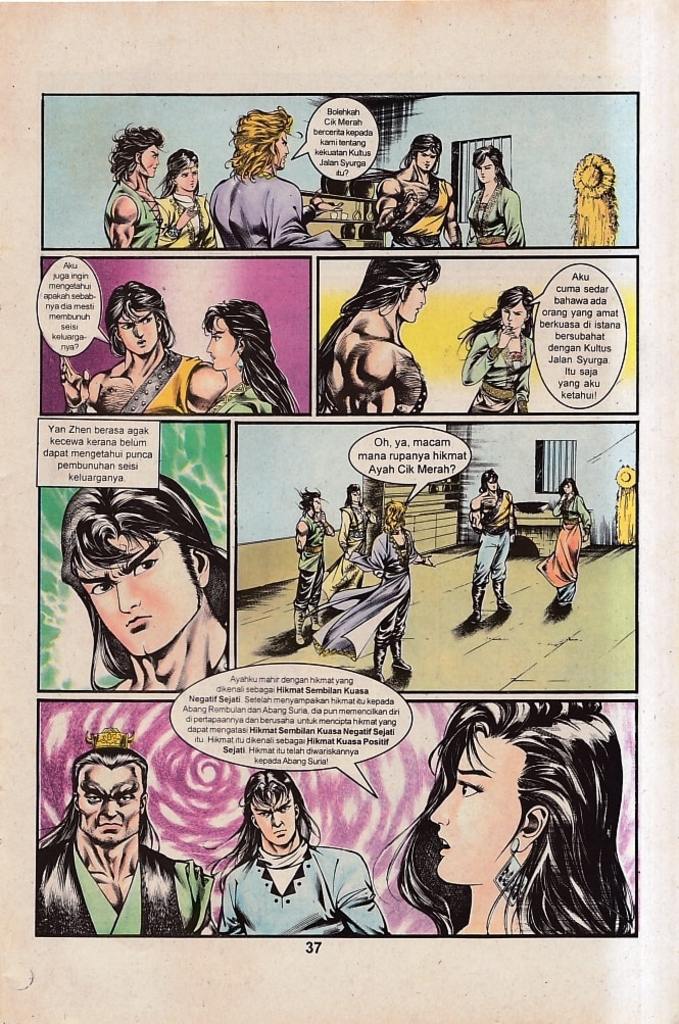 Bolehkah
Cik Merah
bercerita kepada
kami tentang
kekuatan Kultus
Jalan Syurga
itu?
Aku
juga ingin
mengetahui
apakah sebab-
nya dia mesti
membunuh
seisi
keluarga-
nya?
Aku
cuma sedar
bahawa ada
orang yang amat
berkuasa di istana
bersubahat
dengan Kultus
Jalan Syurga.
Itu saja
yang aku
ketahui!
Yan Zhen berasa agak
kecewa kerana belum
dapat mengetahui punca
pembunuhan seisi
keluarganya.
Oh, ya, macam
mana rupanya hikmat
Ayah Cik Merah?
Ayahku mahir dengan hikmat yang
dikenali sebagai Hikmat Sembilan Kuasa
Negatif Sejati. Setelah menyampaikan hikmat itu kepada
Abang Rembulan dan Abang Suria, dia pun memencilkan diri
di pertapaannya dan berusaha untuk mencipta hikmat yang
dapat mengatasi Hikmat Sembilan Kuasa Negatif Sejati
itu. Hikmat itu dikenali sebagai Hikmat Kuasa Positif
Sejati. Hikmat itu telah diwariskannya
kepada Abang Suria!
37